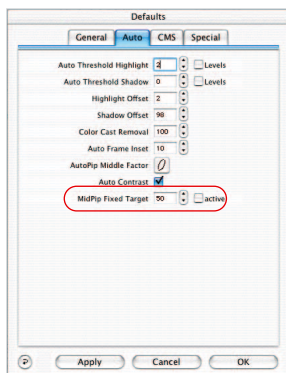 Defaults
General Auto CMS Special
Auto Threshold Highlight 2 Levels
Auto Threshold Shadow 0 Levels
Highlight Offset 2
Shadow Offset 98
Color Cast Removal 100
Auto Frame Inset 10
AutoPip Middle Factor 0
Auto Contrast
MidPip Fixed Target 50 active
Apply Cancel OK